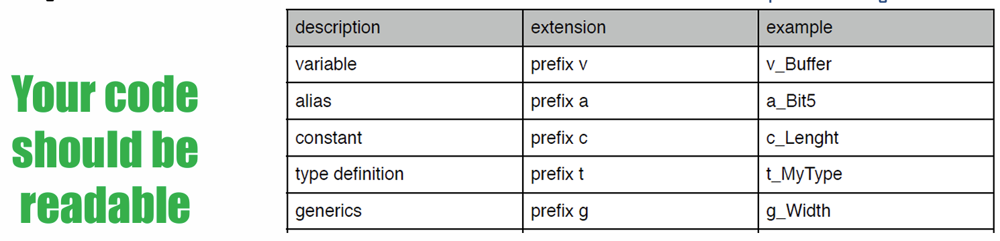 Your code
should be
readable
description extension example
variable prefix v v_Buffer
alias prefix a a_Bit5
constant prefix c c_Lenght
type definition prefix t t_MyType
generics prefix g g_Width